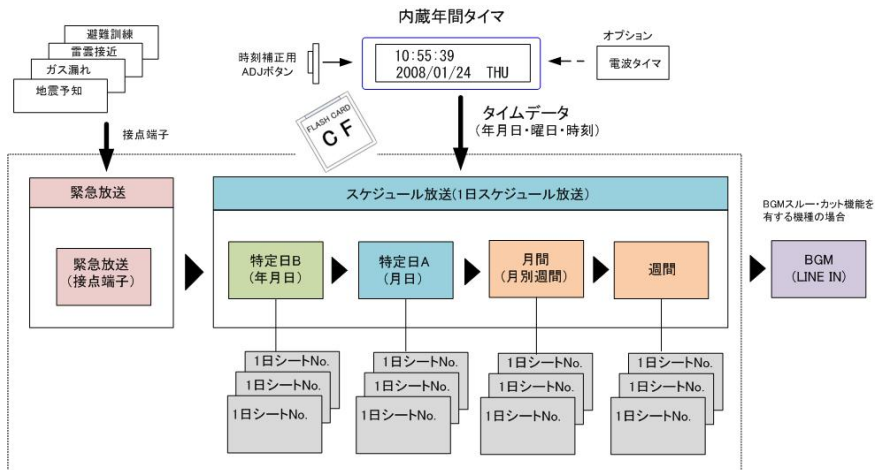 内蔵年間タイマ
避難訓練
雷雲接近
ガス漏れ
地震予知
時刻補正用
ADJボタン
10:55:39
2008/01/24 THU
オプション
電波タイマ
接点端子
FLASH CARD
CF
タイムデータ
(年月日・曜日・時刻)
緊急放送
スケジュール放送(1日スケジュール放送)
BGMスルー・カット機能を
有する機種の場合
緊急放送
(接点端子)
特定日B
(年月日)
特定日A
(月日)
月間
(月別週間)
週間
BGM
(LINE IN)
1日シートNo.
1日シートNo.
1日シートNo.
1日シートNo.
1日シートNo.
1日シートNo.
1日シートNo.
1日シートNo.
1日シートNo.
1日シートNo.
1日シートNo.
1日シートNo.